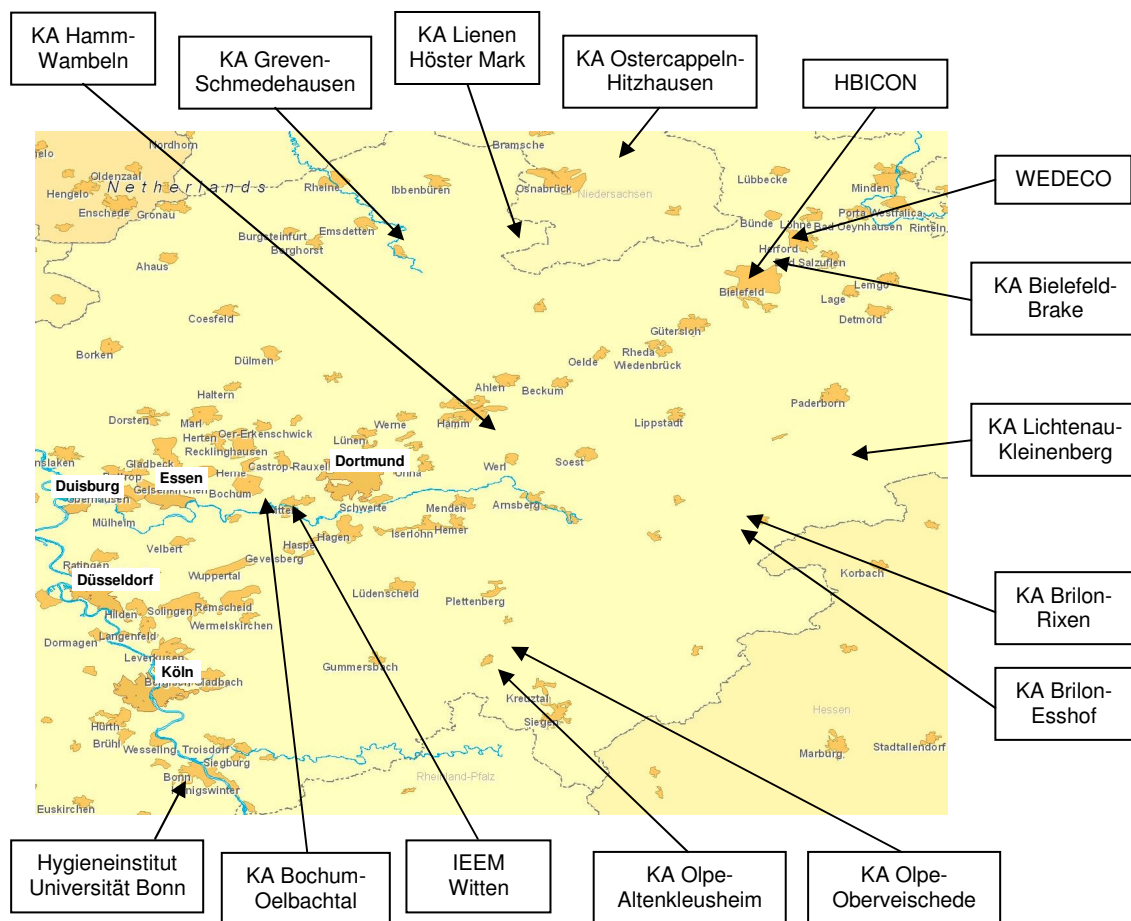 KA Hamm-
Wambeln
KA Greven-
Schmedehausen
KA Lienen
Höster Mark
KA Ostercappeln-
Hitzhausen
HBICON
WEDECO
KA Bielefeld-
Brake
KA Lichtenau-
Kleinenberg
KA Brilon-
Rixen
KA Brilon-
Esshof
Hygieneinstitut
Universität Bonn
KA Bochum-
Oelbachtal
IEEM
Witten
KA Olpe-
Altenkleusheim
KA Olpe-
Oberveischede
Nordhorn
Bramsche
Oldenzaal
Netherlands
Hengelo
Rheine
Ibbenbüren
Osnabrück
Niedersachsen
Lübbecke
Minden
Enschede
Gronau
Burgsteinfurt
Emsdetten
Borghorst
Bünde
Löhne
Porta Westfalica
Bad Oeynhausen
Rinteln
Herford
Ahaus
Bielefeld
Lemgo
Lage
Detmold
Coesfeld
Gütersloh
Borken
Dülmen
Oelde
Rheda
Wiedenbrück
Haltern
Ahlen
Beckum
Paderborn
Dorsten
Marl
Werne
Hamm
Lippstadt
Herten
Oer-Erkenschwick
Lünen
Recklinghausen
Gladbeck
Castrop-Rauxel
Dortmund
Unna
Werl
Soest
Duisburg
Essen
Herne
Gelsenkirchen
Bochum
Oberhausen
Mülheim
Schwerte
Menden
Arnsberg
Velbert
Haspe
Hagen
Iserlohn
Hemer
Gevelsberg
Ratingen
Wuppertal
Korbach
Düsseldorf
Hilden
Solingen
Remscheid
Lüdenscheid
Plettenberg
Wermelskirchen
Dormagen
Langenfeld
Leverkusen
Köln
Gummersbach
Kreuztal
Siegen
Hessen
Hürth
Brühl
Wesseling
Troisdorf
Siegburg
Marburg
Stadtallendorf
Bonn
Königswinter
Rheinland-Pfalz
Euskirchen